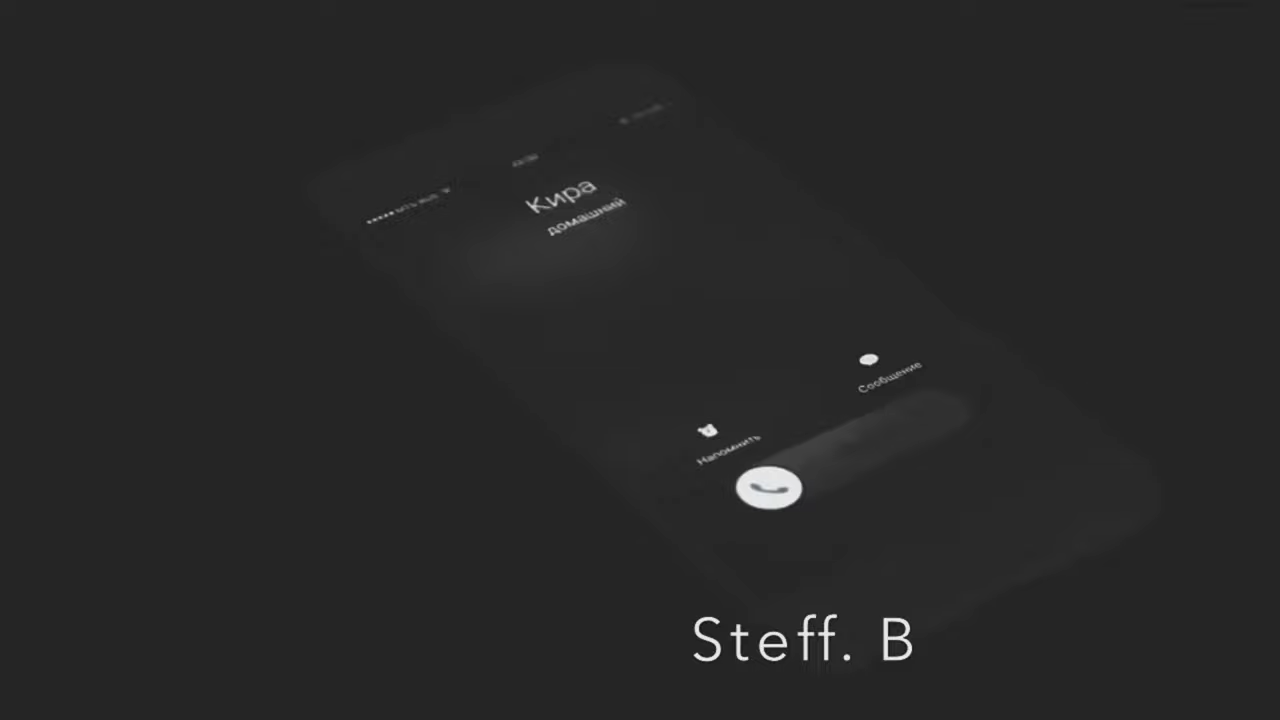 Кира
домашний
Сообщение
Напомнить
Steff. B